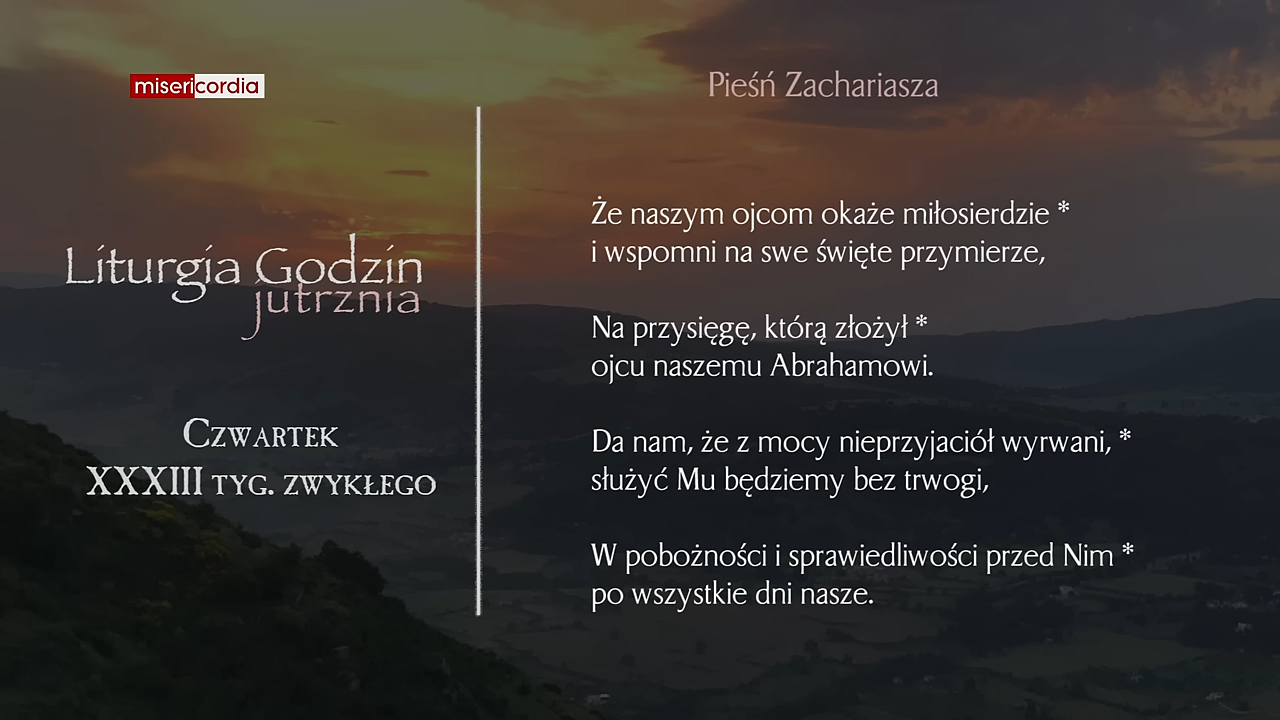 misericordia
Liturgia Godzin
jutrznia
Czwartek
XXXIII tyg. zwykłego
Pieśń Zachariasza
Że naszym ojcom okaże miłosierdzie *
i wspomni na swe święte przymierze,
Na przysięgę, którą złożył *
ojcu naszemu Abrahamowi.
Da nam, że z mocy nieprzyjaciół wyrwani, *
służyć Mu będziemy bez trwogi,
W pobożności i sprawiedliwości przed Nim *
po wszystkie dni nasze.